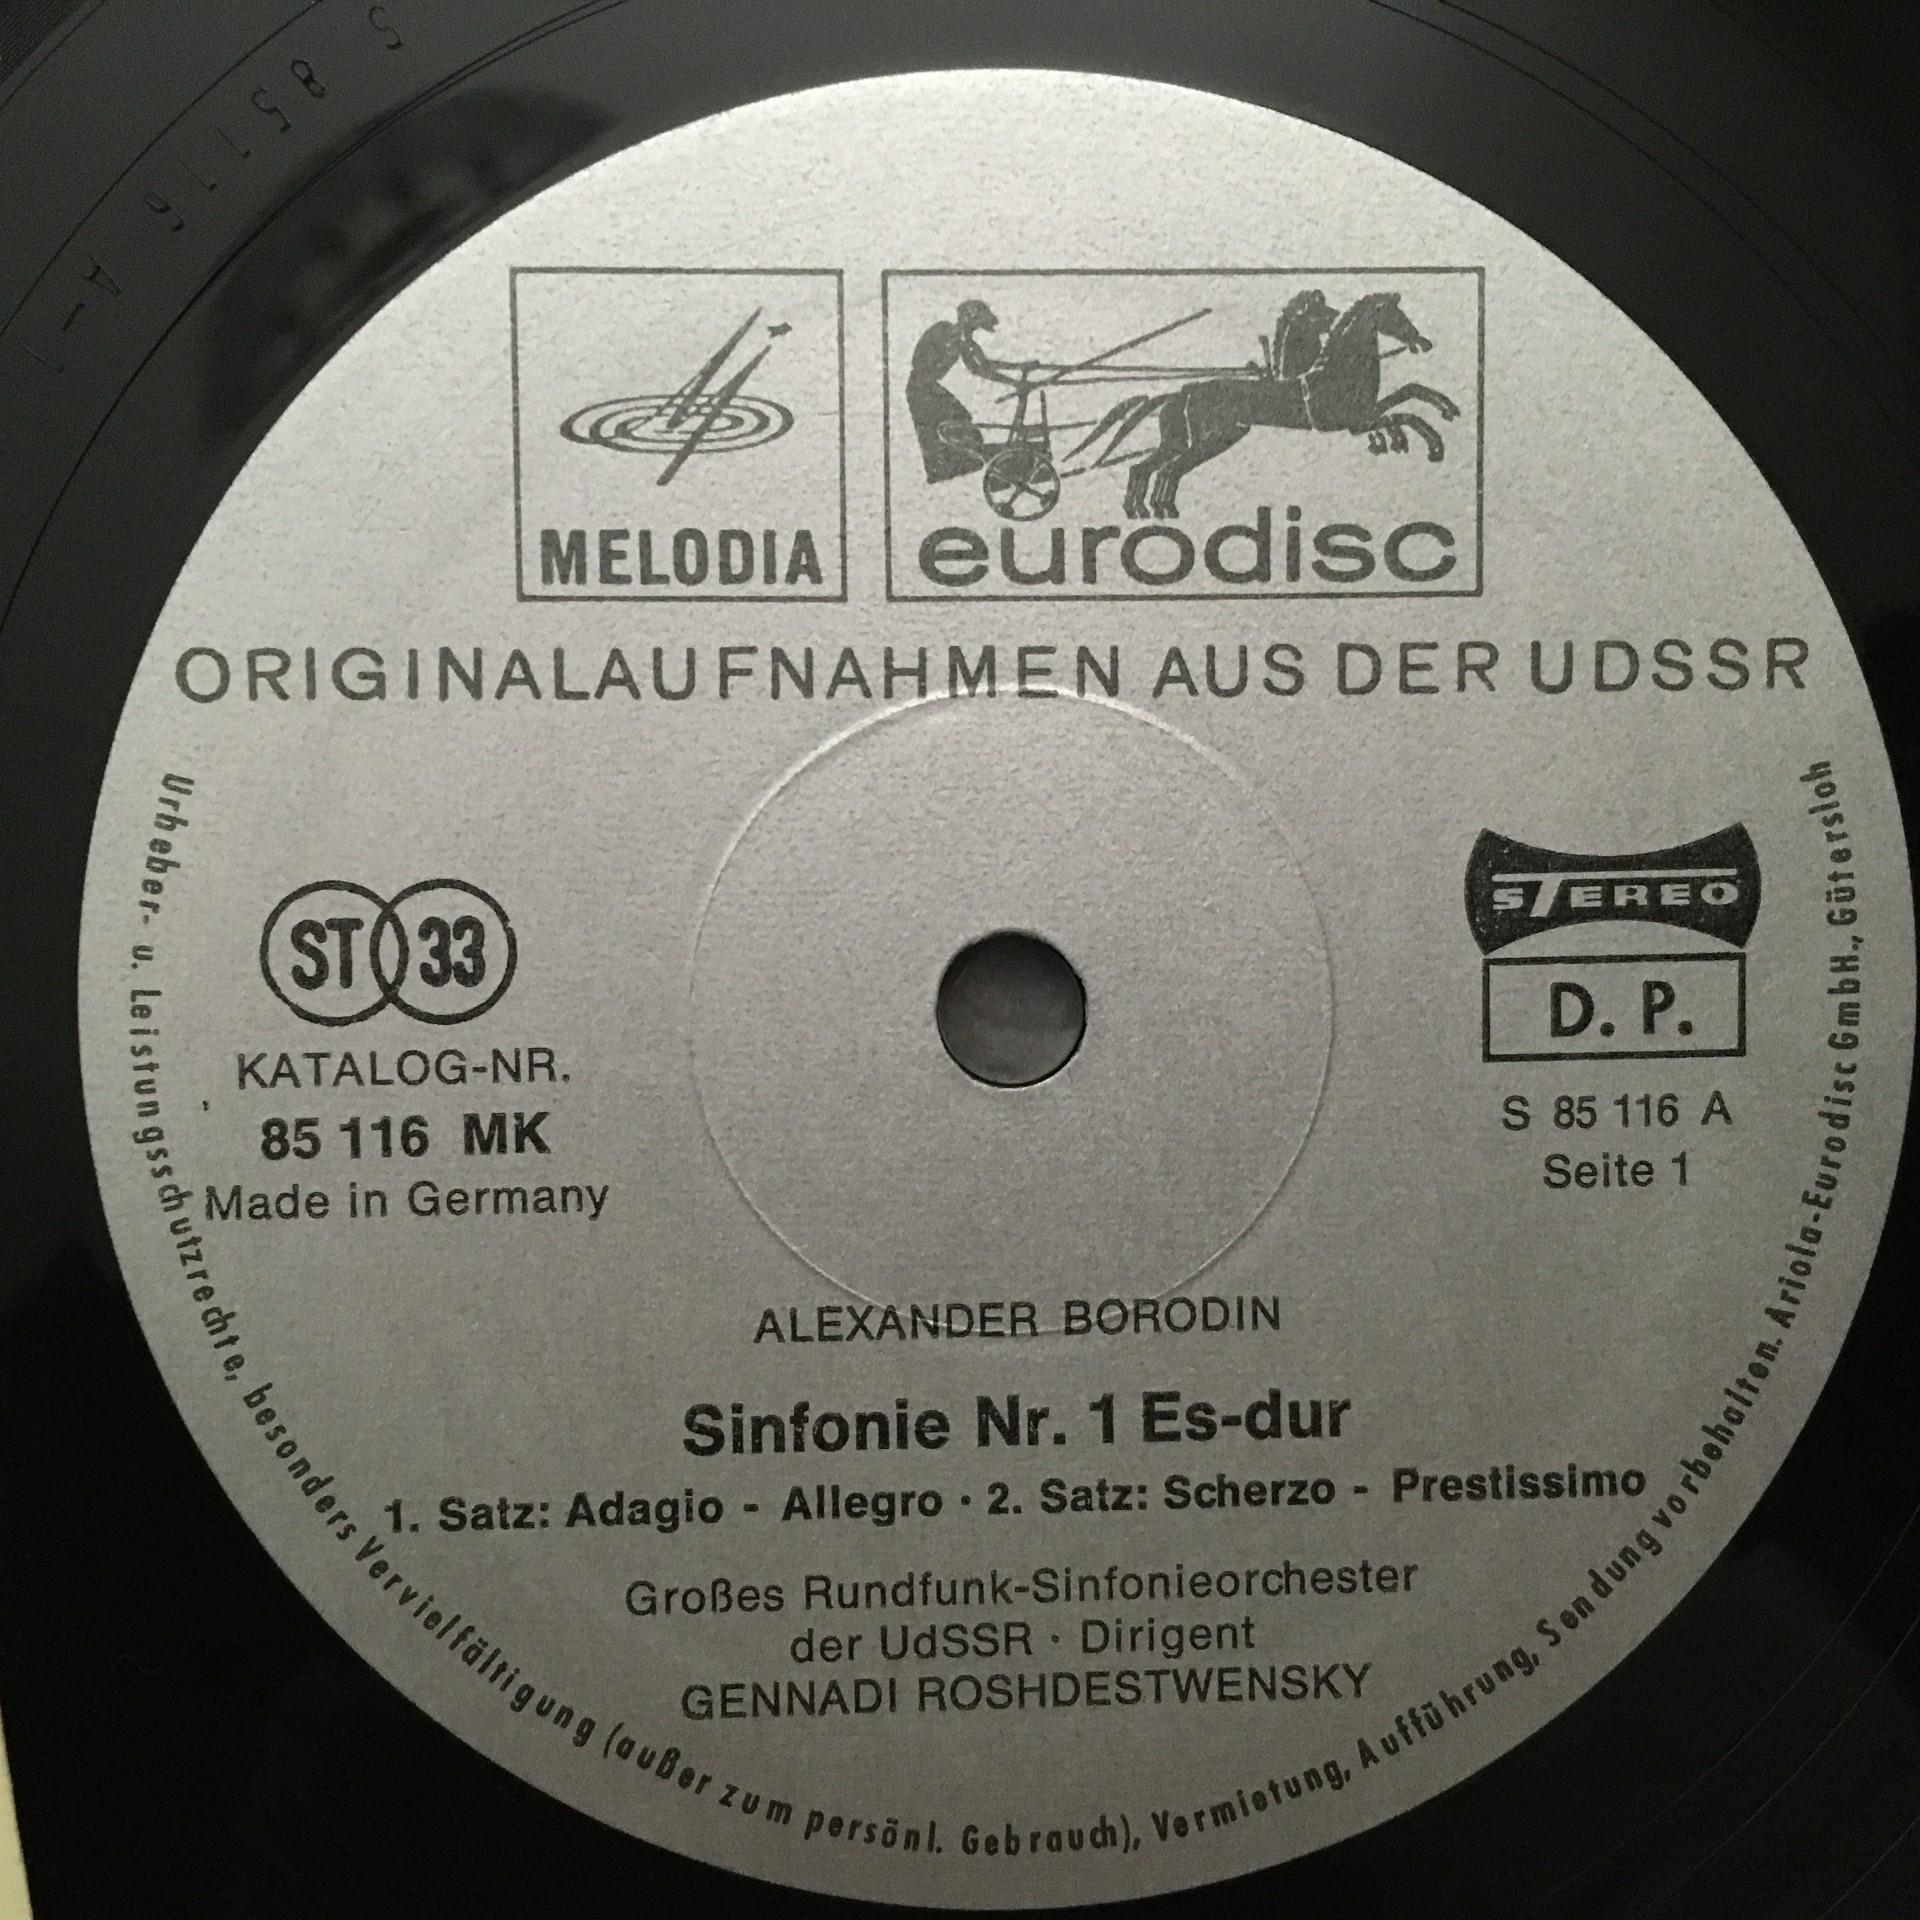 S 85116 A-1
MELODIA
eurodisc
ORIGINALAUFNAHMEN AUS DER UDSSR
ST 33
KATALOG-NR.
85 116 MK
Made in Germany
STEREO
D. P.
S 85 116 A
Seite 1
ALEXANDER BORODIN
Sinfonie Nr. 1 Es-dur
1. Satz: Adagio - Allegro · 2. Satz: Scherzo - Prestissimo
Großes Rundfunk-Sinfonieorchester
der UdSSR · Dirigent
GENNADI ROSHDESTWENSKY
Urheber- u. Leistungsschutzrechte, besonders Vervielfältigung (außer zum persönl. Gebrauch), Vermietung, Aufführung, Sendung vorbehalten. Ariola-Eurodisc GmbH., Gütersloh